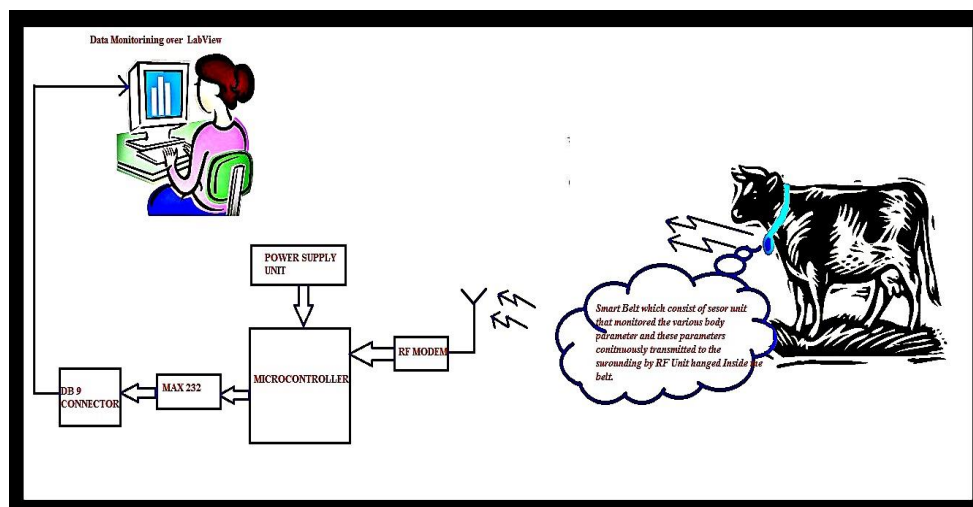 Data Monitorining over LabView
POWER SUPPLY
UNIT
Smart Belt which consist of sesor unit
that monitored the various body
parameter and these parameters
conitnuously transmitted to the
surounding by RF Unit hanged Inside the
belt.
RF MODEM
MICROCONTROLLER
MAX 232
DB 9
CONNECTOR